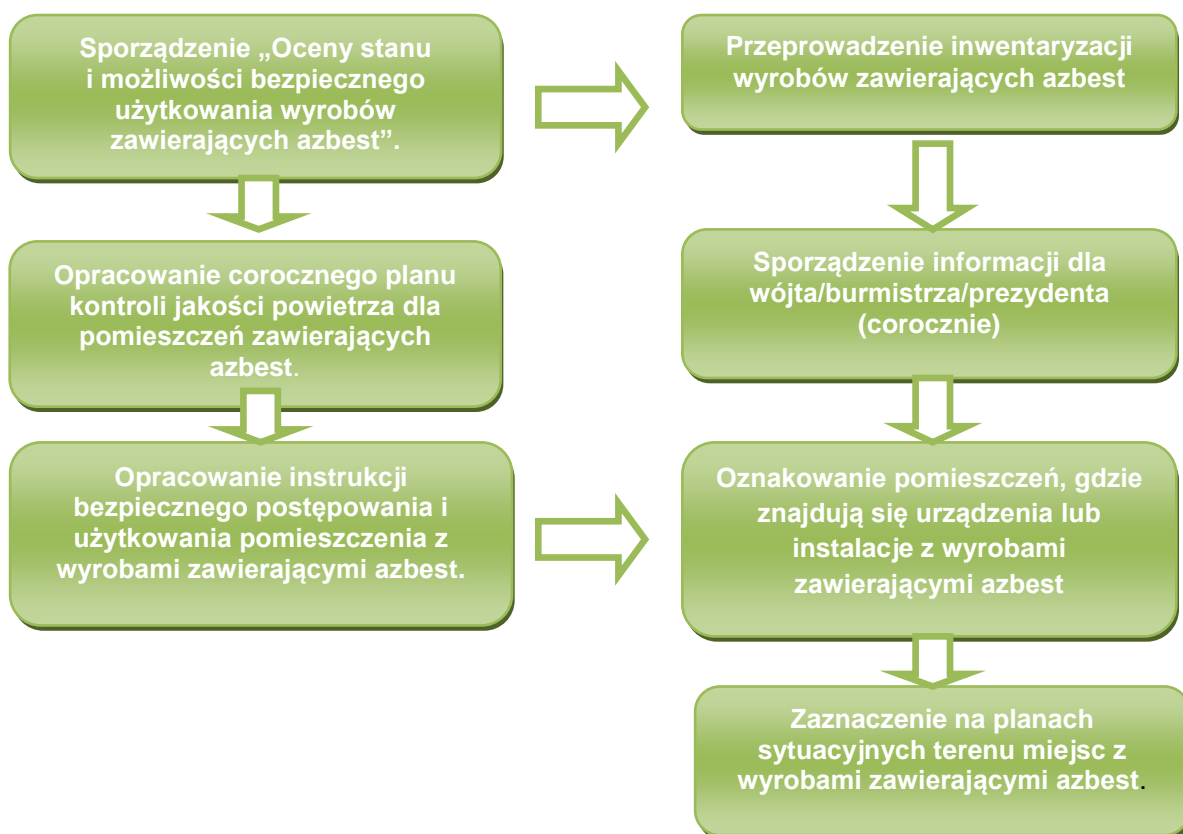 Sporządzenie „Oceny stanu
i możliwości bezpiecznego
użytkowania wyrobów
zawierających azbest”.
Przeprowadzenie inwentaryzacji
wyrobów zawierających azbest
Opracowanie corocznego planu
kontroli jakości powietrza dla
pomieszczeń zawierających
azbest.
Sporządzenie informacji dla
wójta/burmistrza/prezydenta
(corocznie)
Opracowanie instrukcji
bezpiecznego postępowania i
użytkowania pomieszczenia z
wyrobami zawierającymi azbest.
Oznakowanie pomieszczeń, gdzie
znajdują się urządzenia lub
instalacje z wyrobami
zawierającymi azbest
Zaznaczenie na planach
sytuacyjnych terenu miejsc z
wyrobami zawierającymi azbest.